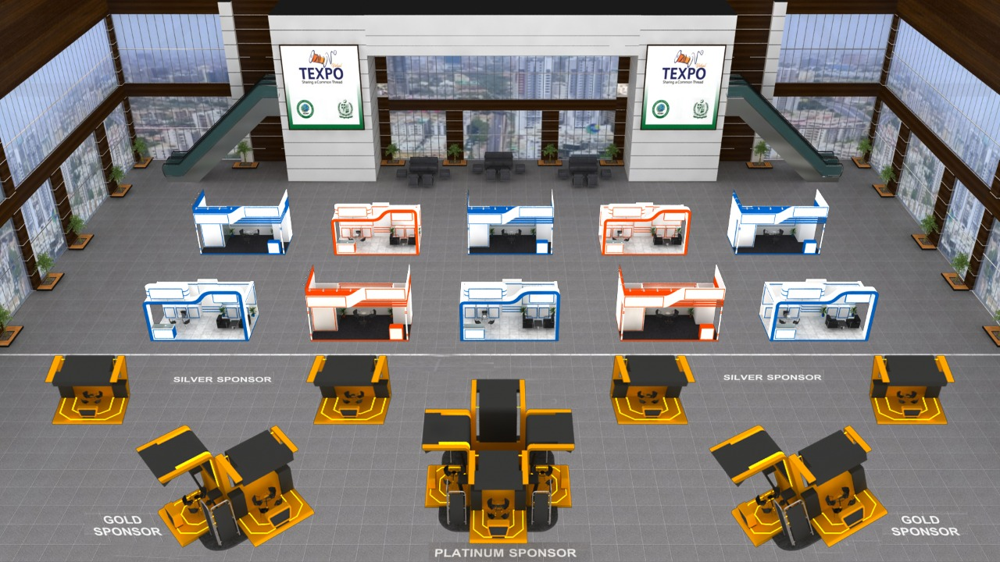 TEXPO
Sharing a Common Thread
TEXPO
Sharing a Common Thread
SILVER SPONSOR
SILVER SPONSOR
GOLD
SPONSOR
GOLD
SPONSOR
PLATINUM SPONSOR